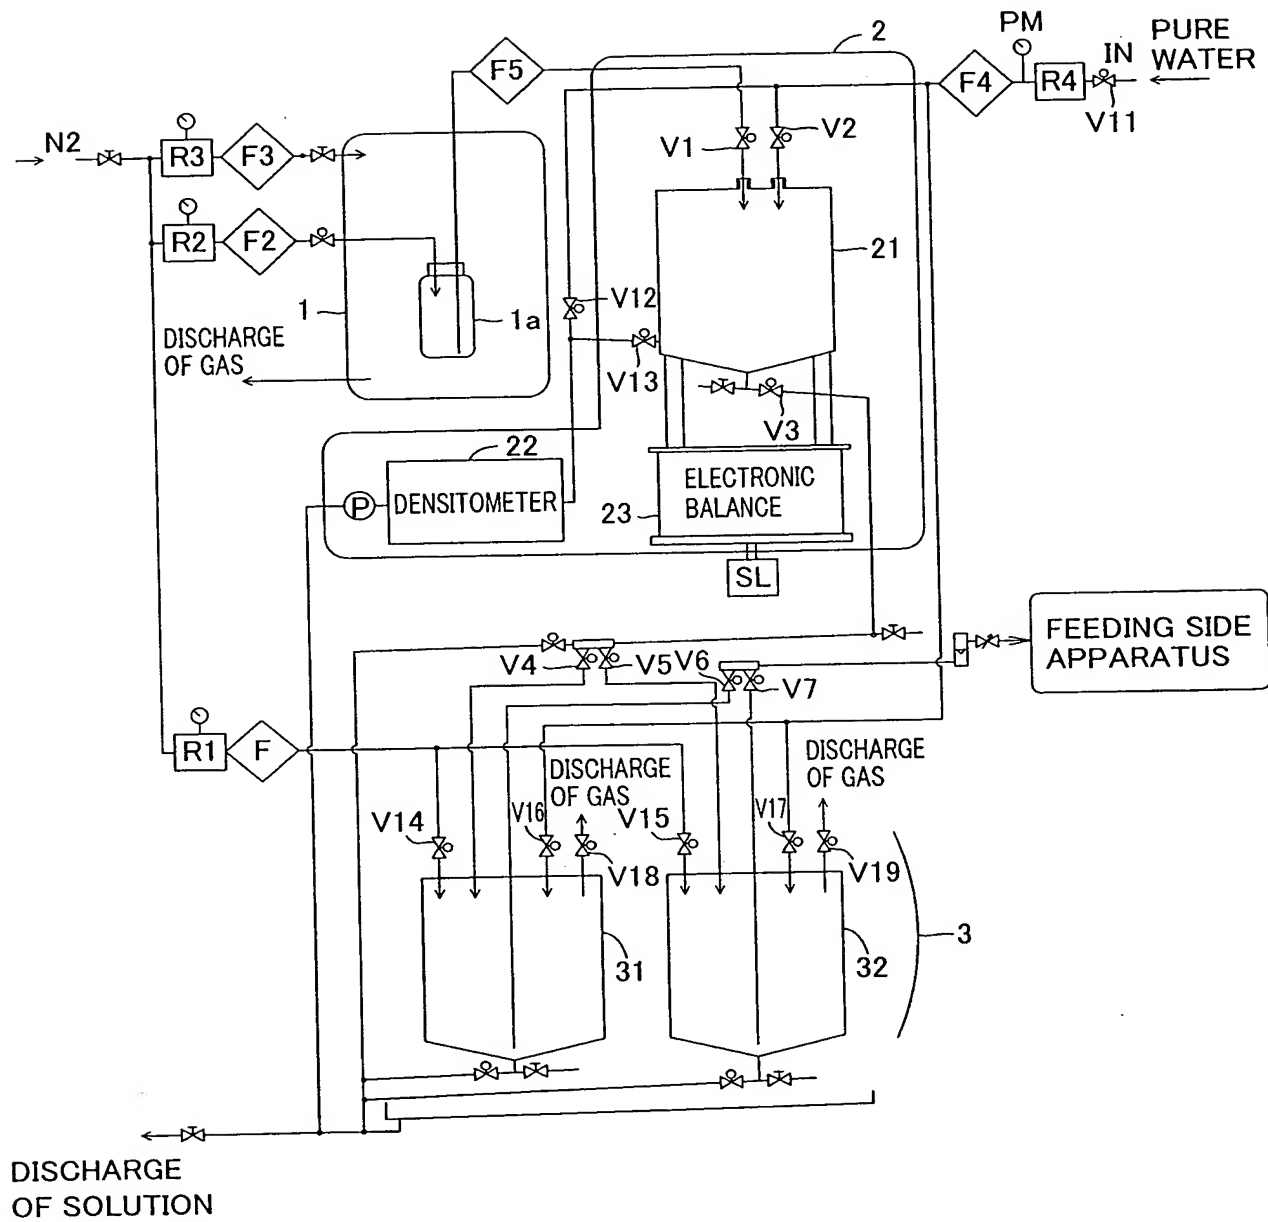 2
PM
PURE
IN
WATER
F5
F4
R4
V11
N2
R3
F3
V1
V2
R2
F2
21
1
1a
V12
DISCHARGE
OF GAS
V13
V3
22
DENSITOMETER
P
ELECTRONIC
BALANCE
23
SL
FEEDING SIDE
APPARATUS
V4
V5
V6
V7
R1
F
DISCHARGE
OF GAS
DISCHARGE
OF GAS
V14
V16
V15
V17
V18
V19
31
32
3
DISCHARGE
OF SOLUTION